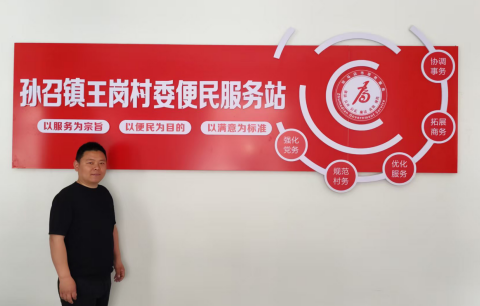 孙召镇王岗村委便民服务站
以服务为宗旨 以便民为目的 以满意为标准
协调
事务
拓展
商务
优化
服务
规范
村务
强化
党务